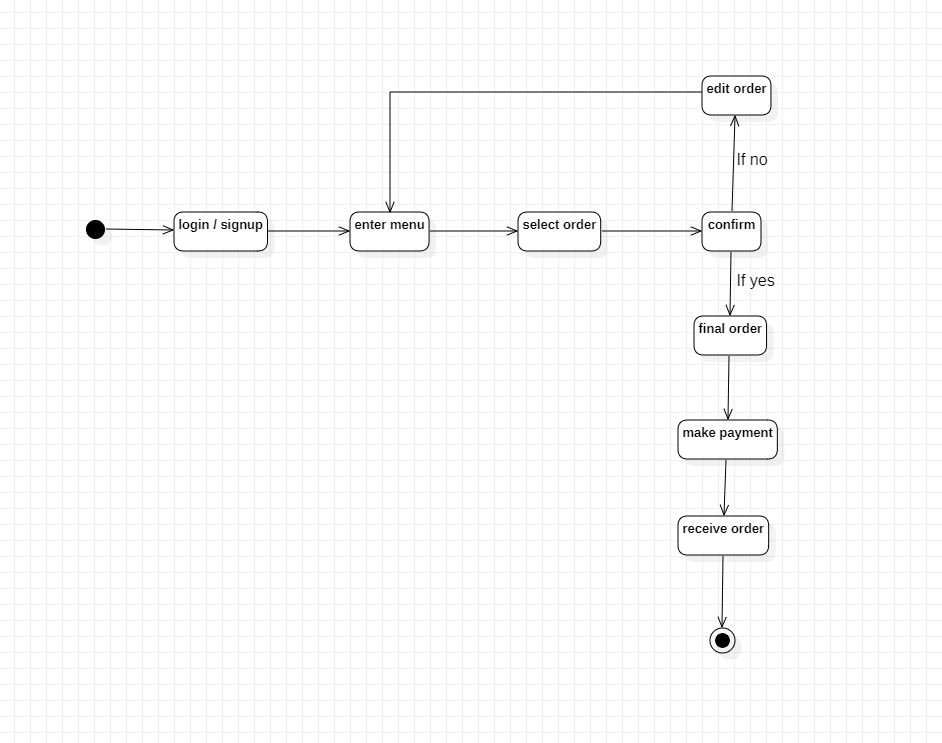 edit order
If no
login / signup
enter menu
select order
confirm
If yes
final order
make payment
receive order